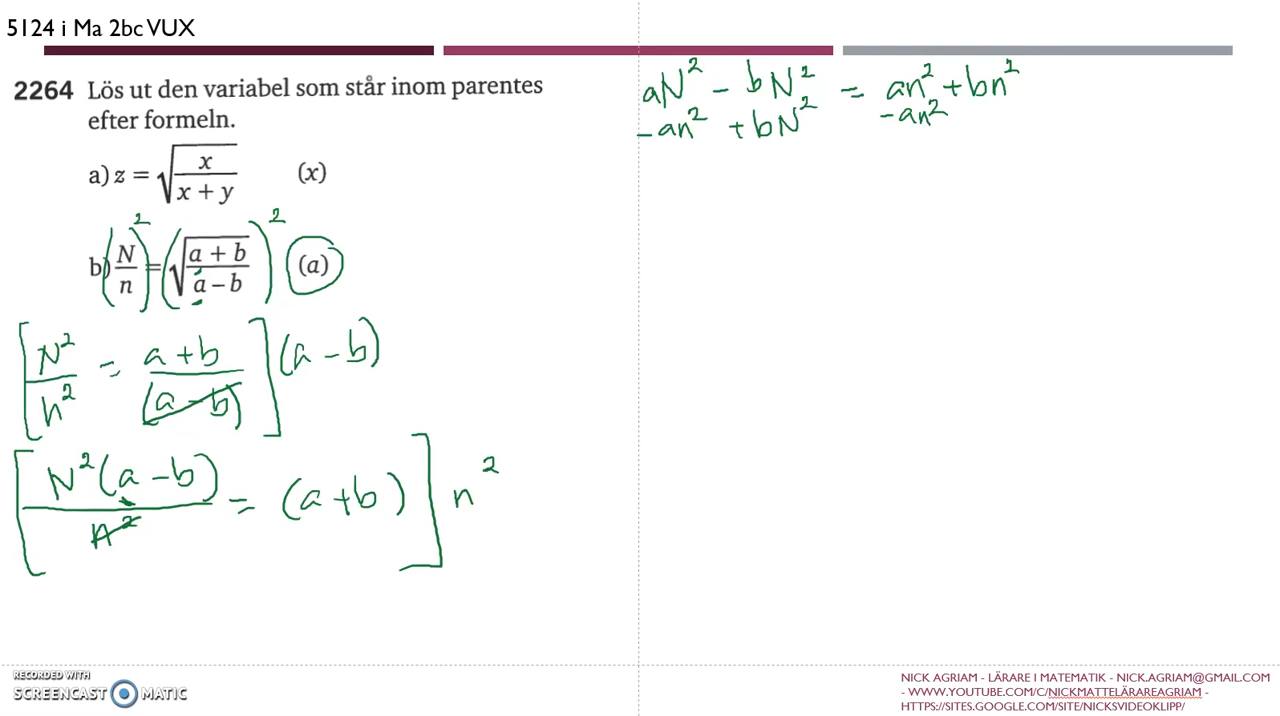 5124 i Ma 2bc VUX
2264 Lös ut den variabel som står inom parentes
efter formeln.
a) z = √(x/(x + y)) (x)
b) (N/n)² = (√((a + b)/(a – b)))² (a)
[N²/n² = (a + b)/(a – b)] (a – b)
[N²(a – b)/n² = (a + b)] n²
aN² – bN² = an² + bn²
–an² + bN² –an²
RECORDED WITH
SCREENCAST MATIC
NICK AGRIAM - LÄRARE I MATEMATIK - NICK.AGRIAM@GMAIL.COM
- WWW.YOUTUBE.COM/C/NICKMATTELÄRAREAGRIAM -
HTTPS://SITES.GOOGLE.COM/SITE/NICKSVIDEOKLIPP/